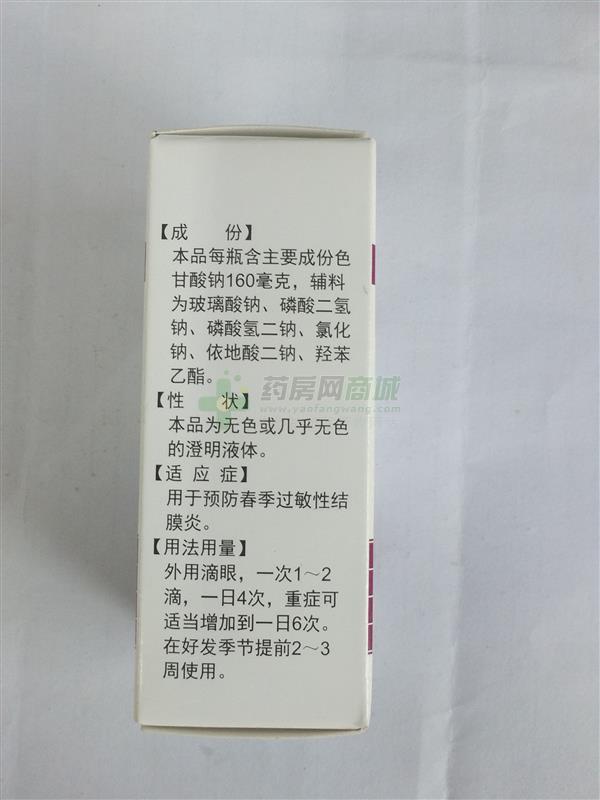 【成 份】
本品每瓶含主要成份色
甘酸钠160毫克，辅料
为玻璃酸钠、磷酸二氢
钠、磷酸氢二钠、氯化
钠、依地酸二钠、羟苯
乙酯。
药房网商城
www.yaofangwang.com
【性 状】
本品为无色或几乎无色
的澄明液体。
【适 应 症】
用于预防春季过敏性结
膜炎。
【用法用量】
外用滴眼，一次1～2
滴，一日4次，重症可
适当增加到一日6次。
在好发季节提前2～3
周使用。